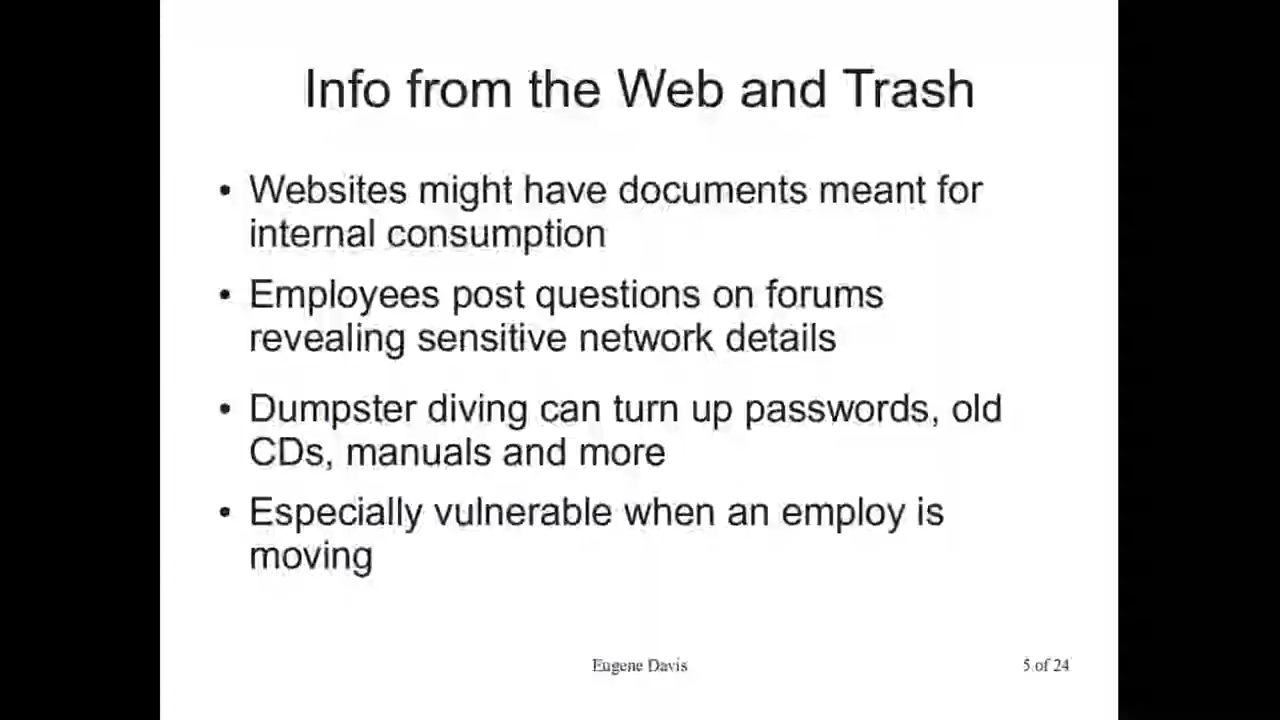 Info from the Web and Trash
• Websites might have documents meant for
internal consumption
• Employees post questions on forums
revealing sensitive network details
• Dumpster diving can turn up passwords, old
CDs, manuals and more
• Especially vulnerable when an employ is
moving
Eugene Davis
5 of 24